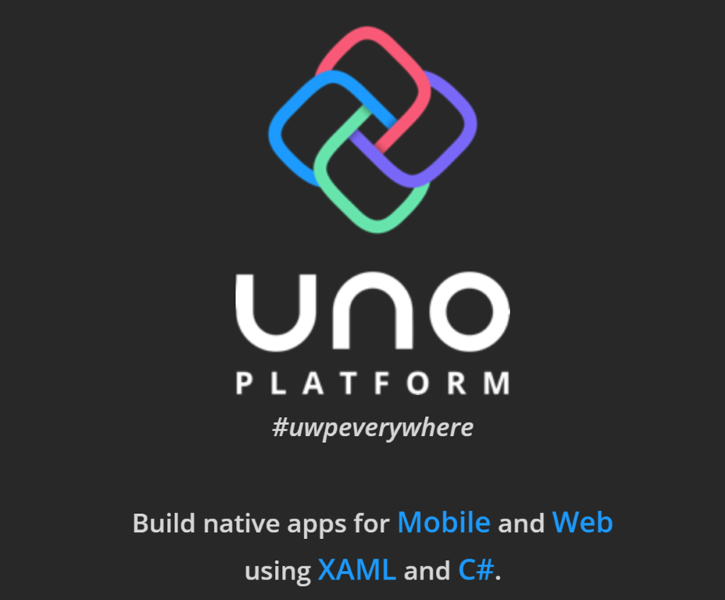 uno
PLATFORM
#uwpeverywhere
Build native apps for Mobile and Web
using XAML and C#.